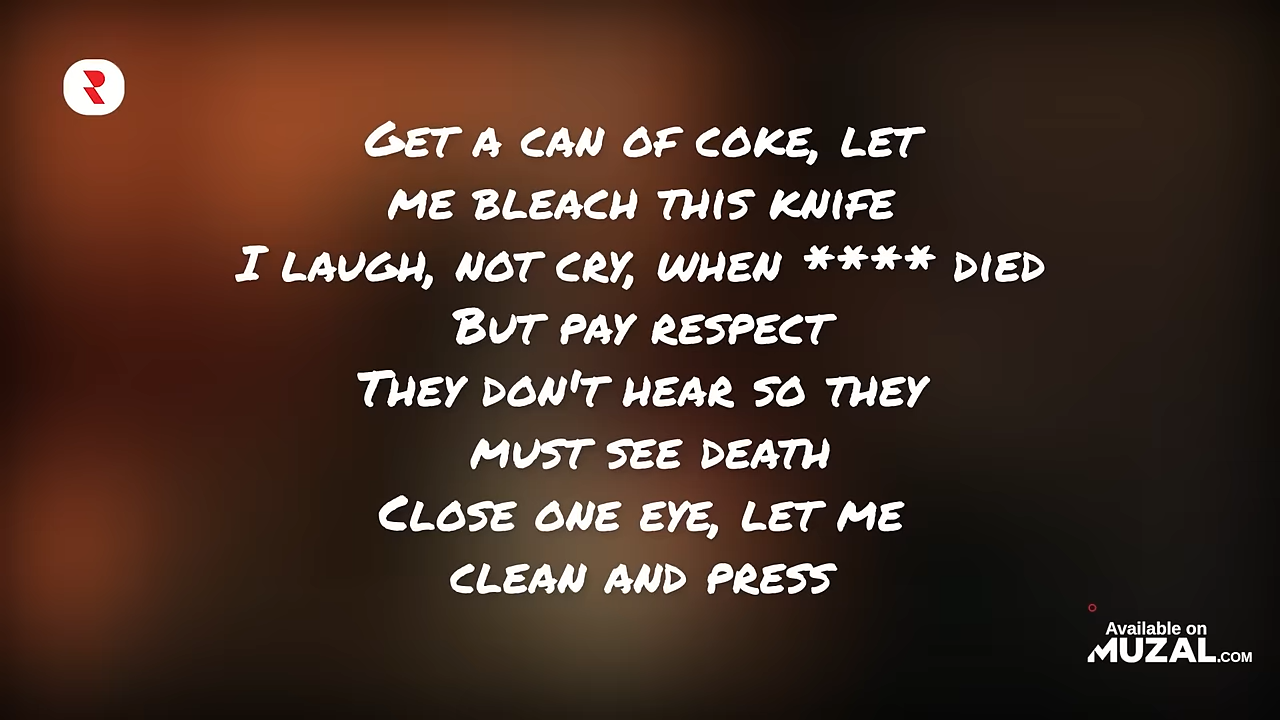 Get a can of coke, let
me bleach this knife
I laugh, not cry, when **** died
But pay respect
They don't hear so they
must see death
Close one eye, let me
clean and press
Available on
MUZAL.COM